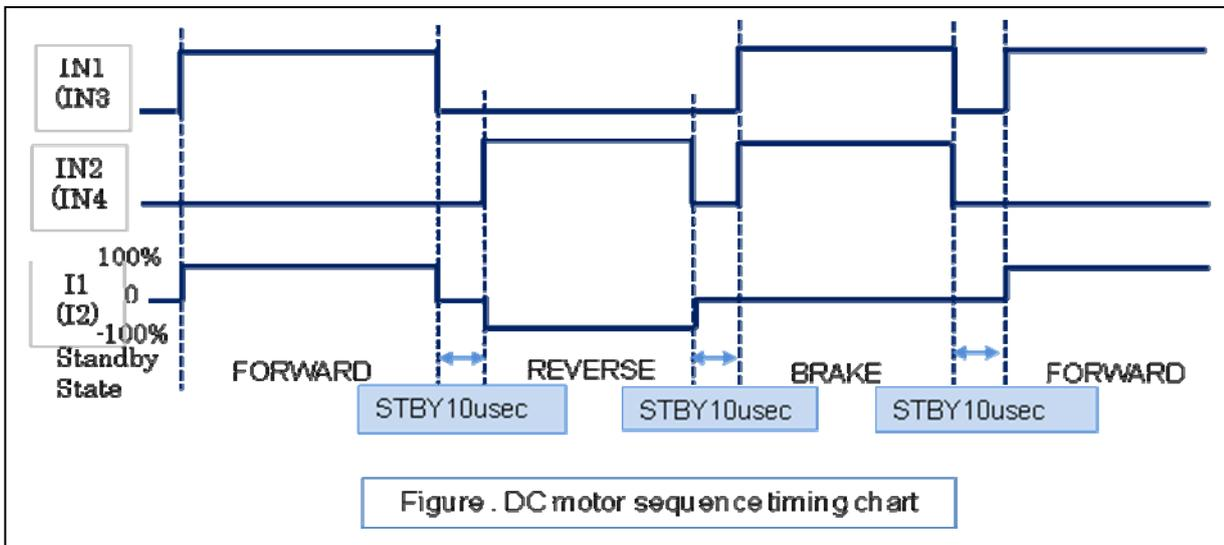 IN1
(IN3
IN2
(IN4
100%
I1
0
(I2)
-100%
Standby
State
FORWARD
REVERSE
BRAKE
FORWARD
STBY10usec
STBY10usec
STBY10usec
Figure . DC motor sequence timing chart